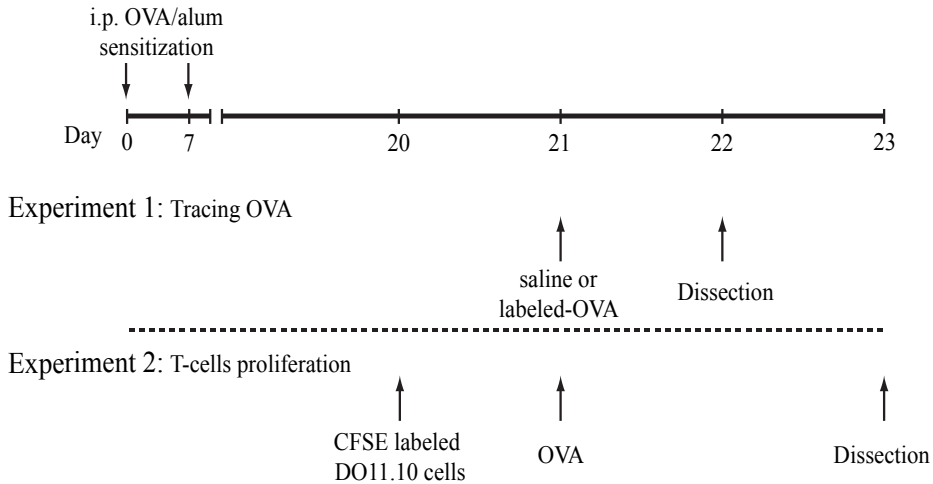 i.p. OVA/alum
sensitization
Day 0 7 20 21 22 23
Experiment 1: Tracing OVA
saline or
labeled-OVA
Dissection
Experiment 2: T-cells proliferation
CFSE labeled
DO11.10 cells
OVA
Dissection